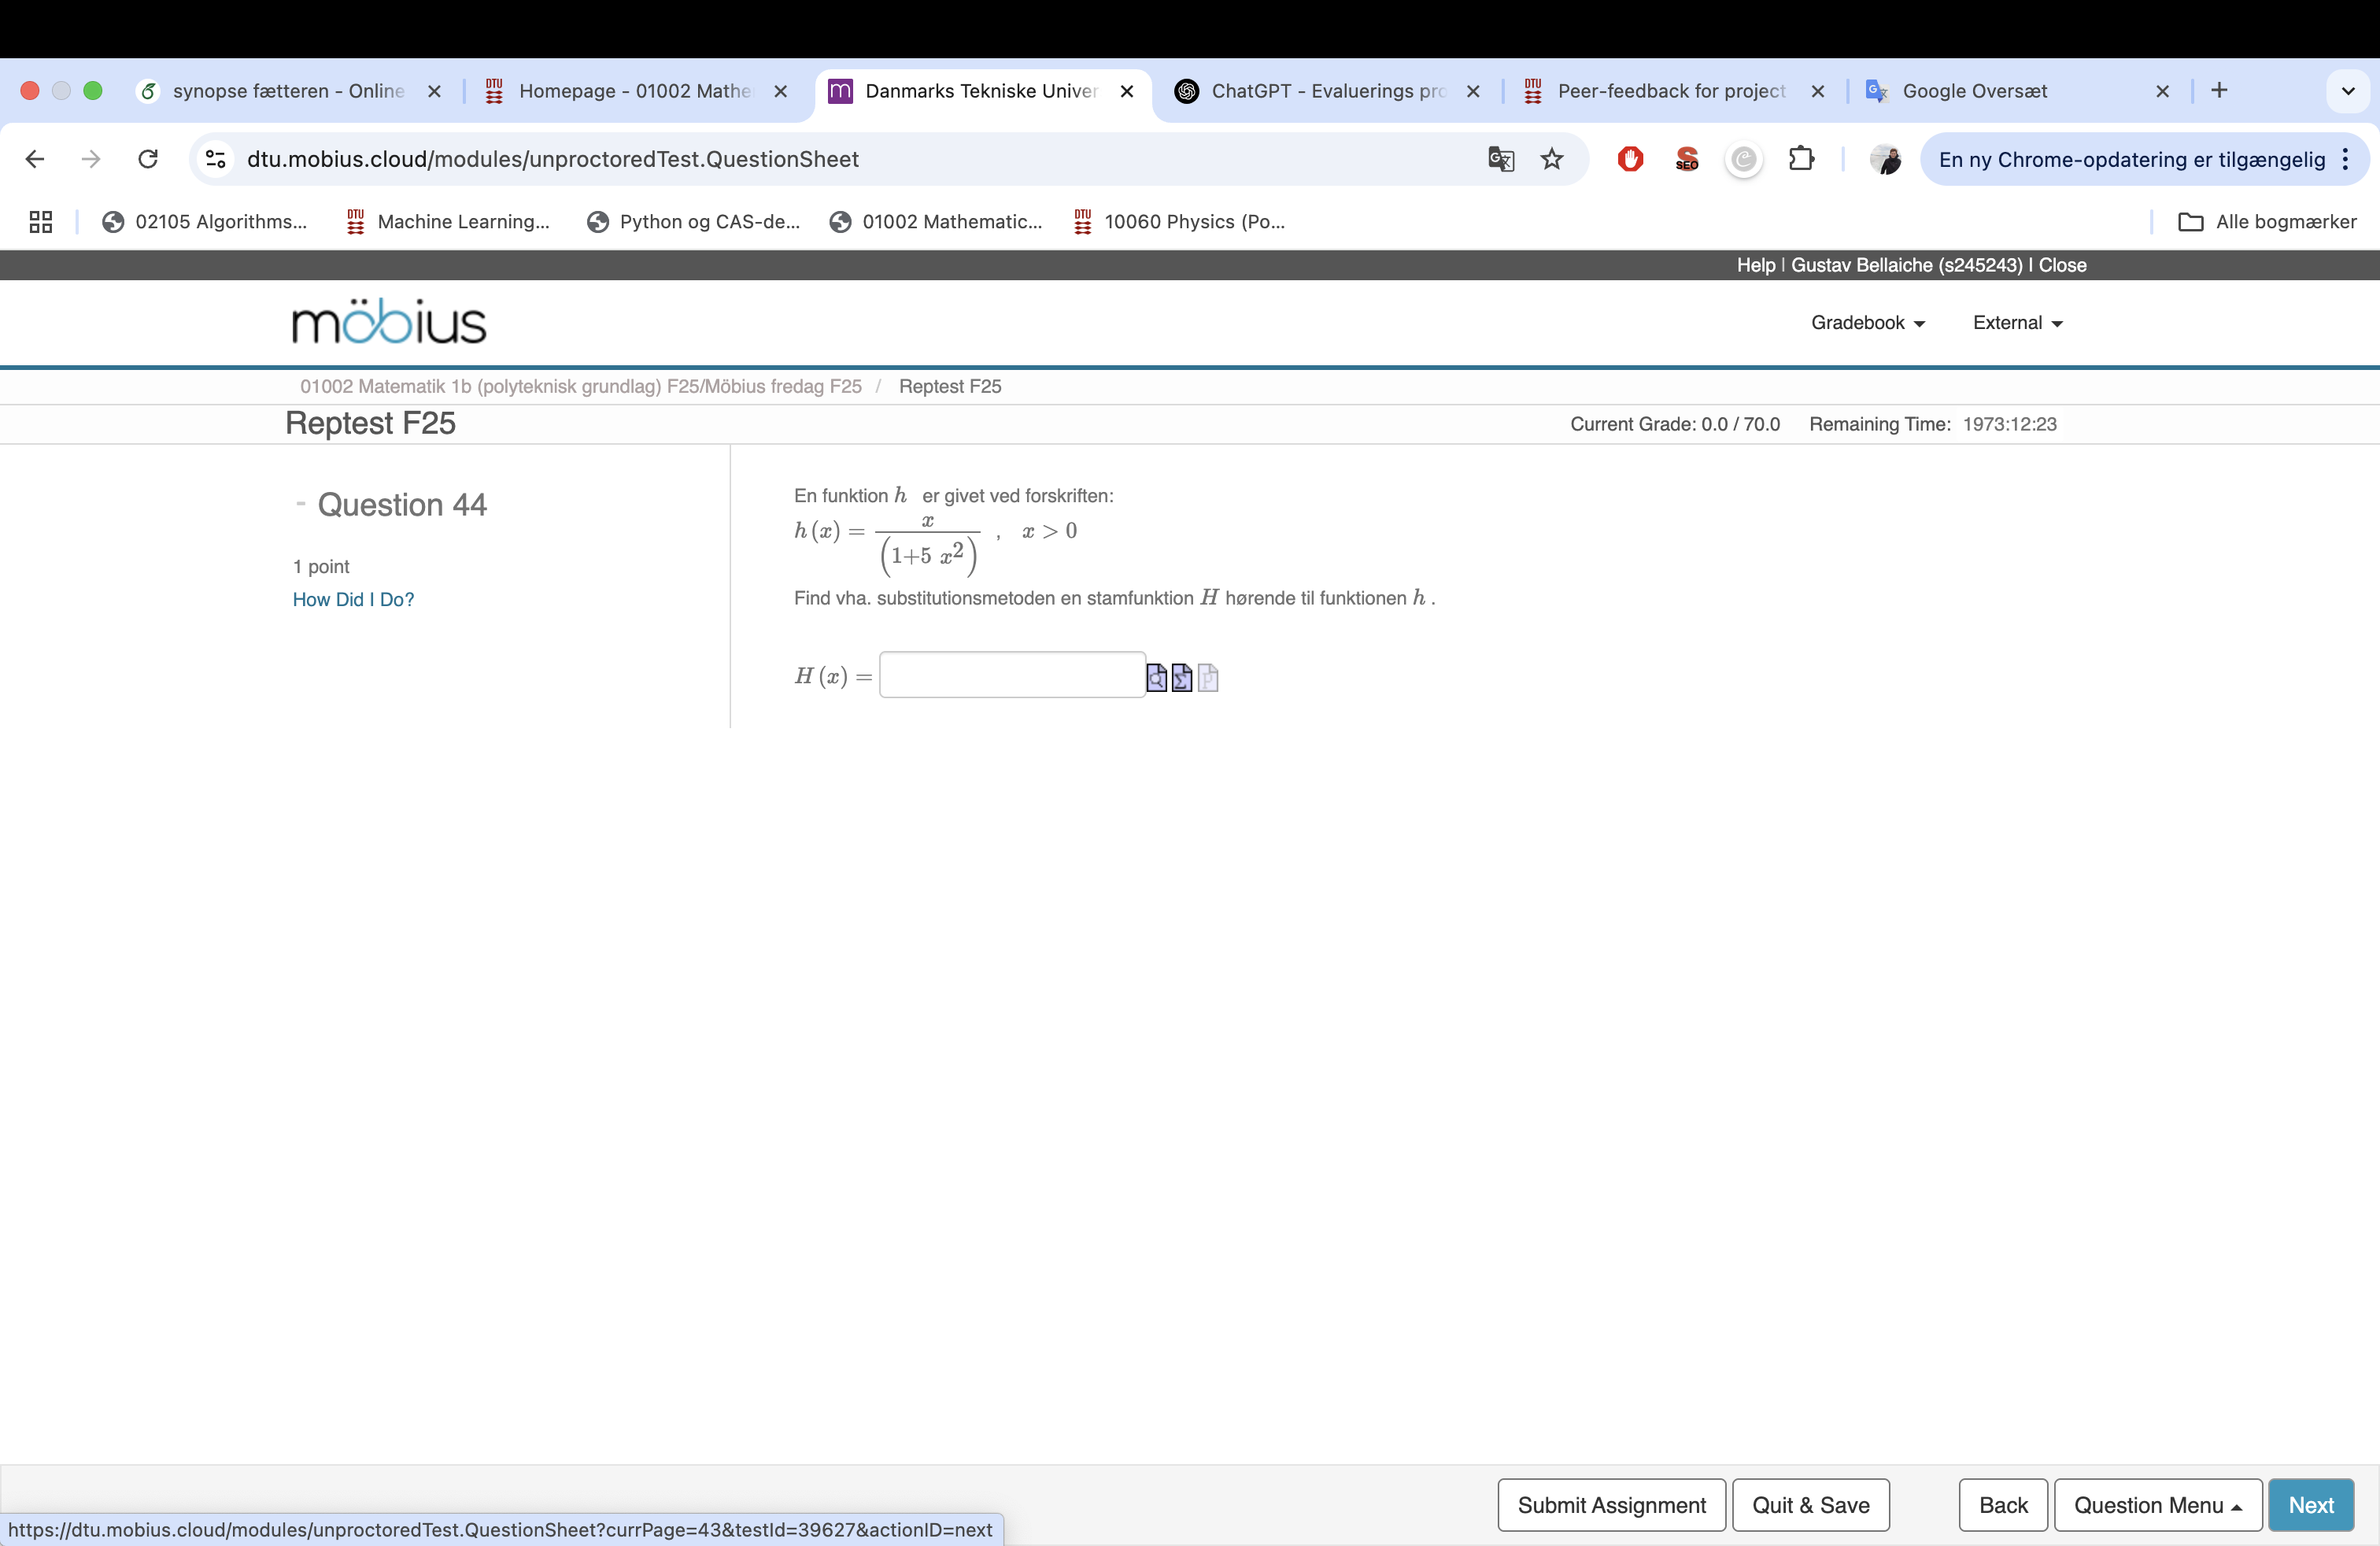 synopse fætteren - Online
Homepage - 01002 Mathe
Danmarks Tekniske Univer
ChatGPT - Evaluerings pro
Peer-feedback for project
Google Oversæt
dtu.mobius.cloud/modules/unproctoredTest.QuestionSheet
En ny Chrome-opdatering er tilgængelig
02105 Algorithms...
Machine Learning...
Python og CAS-de...
01002 Mathematic...
10060 Physics (Po...
Alle bogmærker
Help | Gustav Bellaiche (s245243) | Close
möbius
Gradebook
External
01002 Matematik 1b (polyteknisk grundlag) F25/Möbius fredag F25 / Reptest F25
Reptest F25
Current Grade: 0.0 / 70.0 Remaining Time: 1973:12:23
- Question 44
1 point
How Did I Do?
En funktion h er givet ved forskriften:
h (x) = x / (1+5 x²) , x > 0
Find vha. substitutionsmetoden en stamfunktion H hørende til funktionen h .
H (x) =
Submit Assignment
Quit & Save
Back
Question Menu
Next
https://dtu.mobius.cloud/modules/unproctoredTest.QuestionSheet?currPage=43&testId=39627&actionID=next